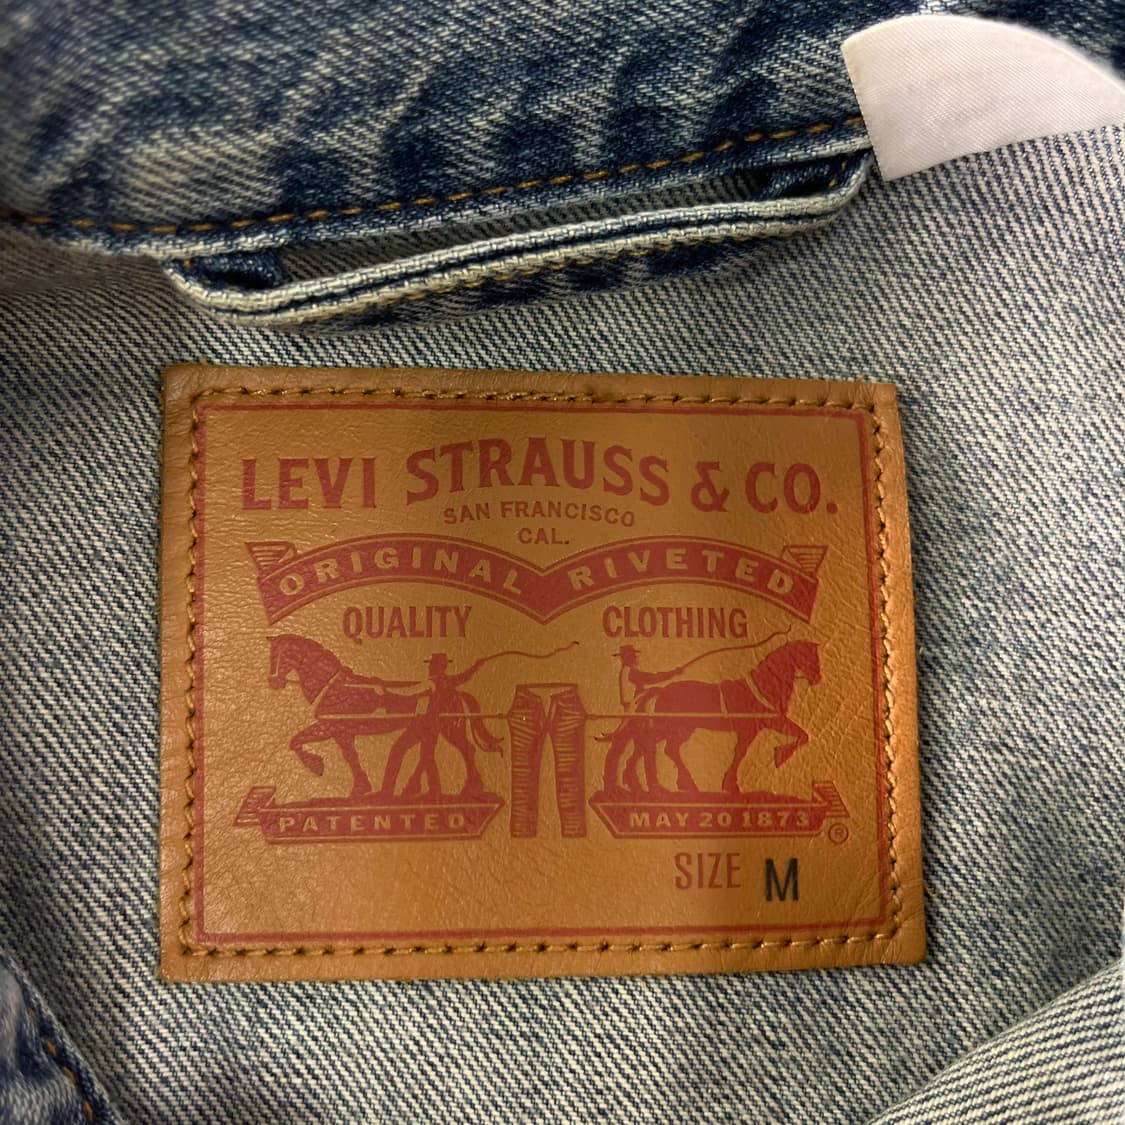 LEVI STRAUSS & CO.
SAN FRANCISCO
CAL.
ORIGINAL RIVETED
QUALITY CLOTHING
PATENTED MAY 20 1873 ®
SIZE M